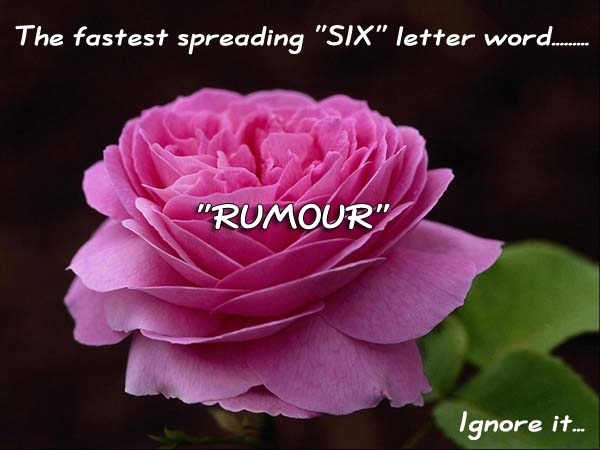 The fastest spreading "SIX" letter word.........
"RUMOUR"
Ignore it...